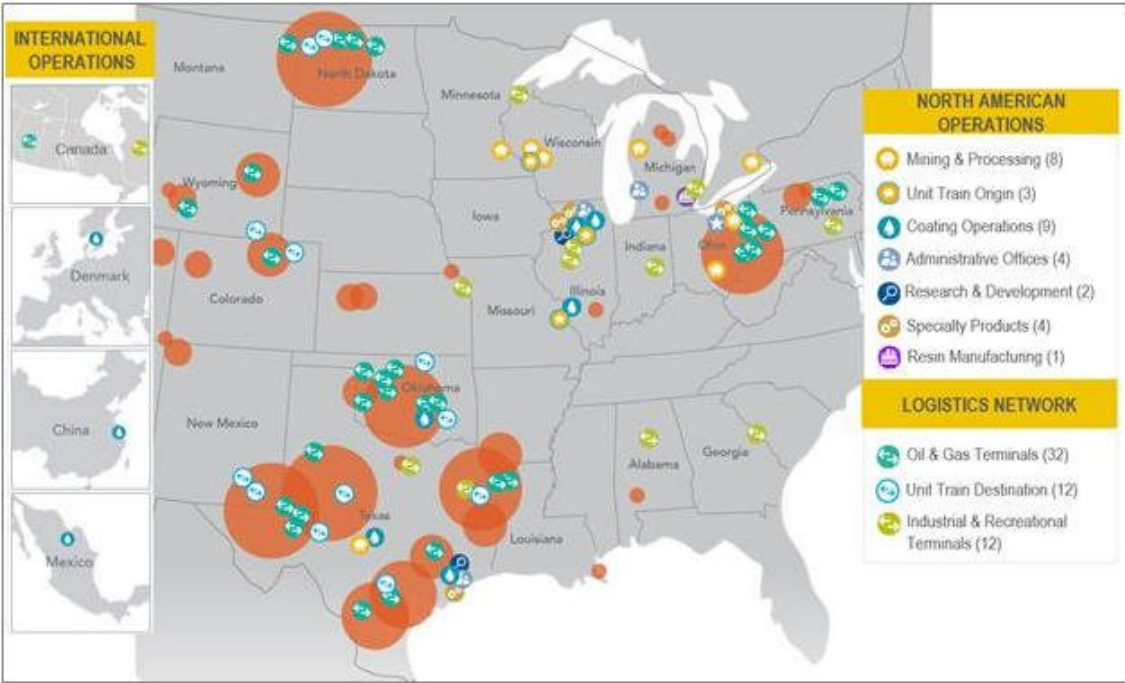 INTERNATIONAL
OPERATIONS
Canada
Denmark
China
Mexico
Montana
North Dakota
Minnesota
Wisconsin
Michigan
Wyoming
Iowa
Pennsylvania
Ohio
Indiana
Illinois
Colorado
Missouri
Oklahoma
New Mexico
Alabama
Georgia
Texas
Louisiana
NORTH AMERICAN
OPERATIONS
Mining & Processing (8)
Unit Train Origin (3)
Coating Operations (9)
Administrative Offices (4)
Research & Development (2)
Specialty Products (4)
Resin Manufacturing (1)
LOGISTICS NETWORK
Oil & Gas Terminals (32)
Unit Train Destination (12)
Industrial & Recreational
Terminals (12)